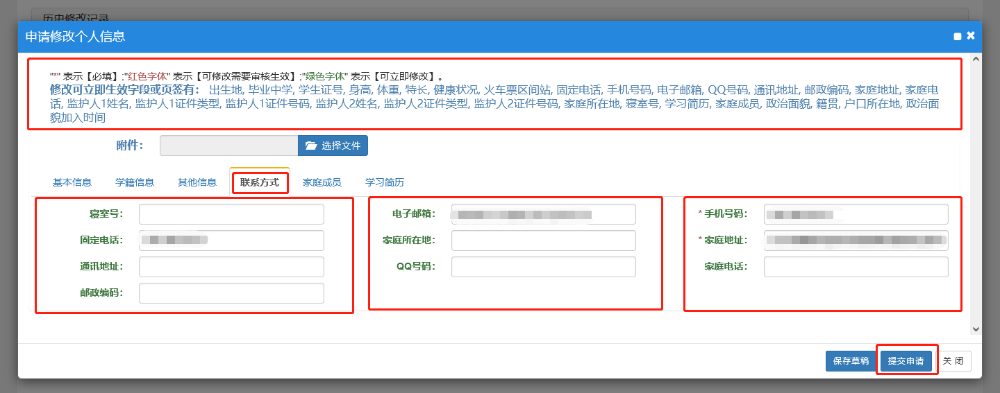 历史修改记录
申请修改个人信息
"*" 表示【必填】;"红色字体" 表示【可修改需要审核生效】;"绿色字体" 表示【可立即修改】。
修改可立即生效字段或页签有： 出生地, 毕业中学, 学生证号, 身高, 体重, 特长, 健康状况, 火车票区间站, 固定电话, 手机号码, 电子邮箱, QQ号码, 通讯地址, 邮政编码, 家庭地址, 家庭电
话, 监护人1姓名, 监护人1证件类型, 监护人1证件号码, 监护人2姓名, 监护人2证件类型, 监护人2证件号码, 家庭所在地, 寝室号, 学习简历, 家庭成员, 政治面貌, 籍贯, 户口所在地, 政治面
貌加入时间
附件： 选择文件
基本信息 学籍信息 其他信息 联系方式 家庭成员 学习简历
寝室号： 电子邮箱： * 手机号码：
固定电话： 家庭所在地： * 家庭地址：
通讯地址： QQ号码： 家庭电话：
邮政编码：
保存草稿 提交申请 关 闭